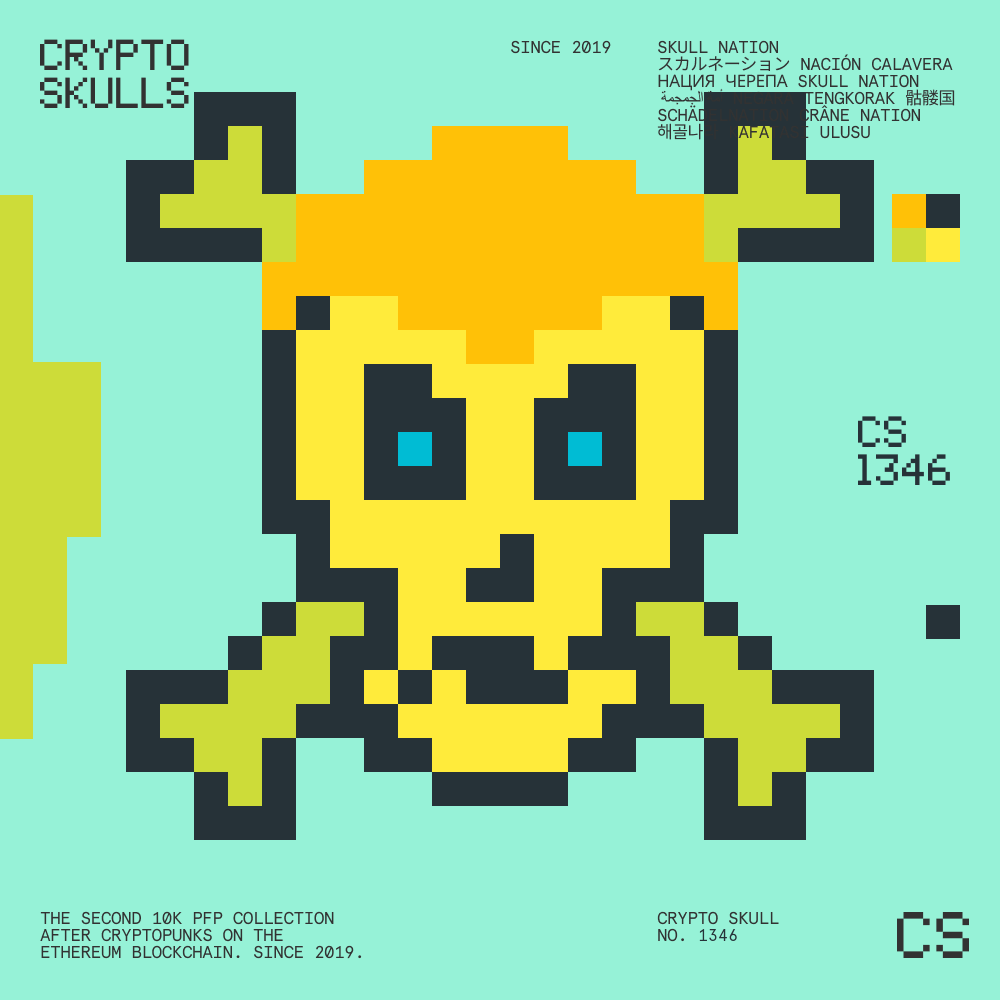 CRYPTO
SKULLS
SINCE 2019
SKULL NATION
スカルネーション NACIÓN CALAVERA
НАЦИЯ ЧЕРЕПА SKULL NATION
TENGKORAK 骷髅国
CRÂNE NATION
해골나 ULUSU
CS
1346
THE SECOND 10K PFP COLLECTION
AFTER CRYPTOPUNKS ON THE
ETHEREUM BLOCKCHAIN. SINCE 2019.
CRYPTO SKULL
NO. 1346
CS